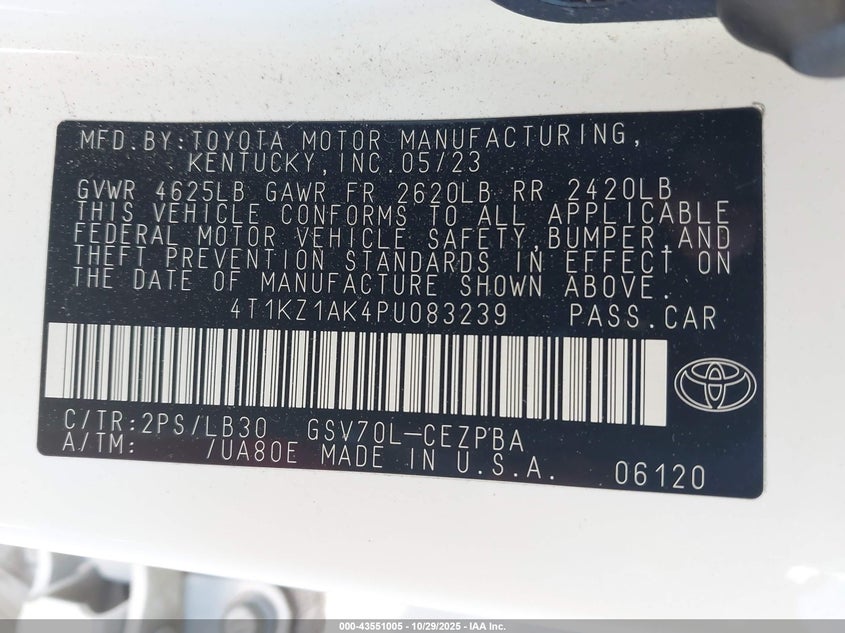 MFD.BY:TOYOTA MOTOR MANUFACTURING,
KENTUCKY,INC.05/23
GVWR 4625LB GAWR FR 2620LB RR 2420LB
THIS VEHICLE CONFORMS TO ALL APPLICABLE
FEDERAL MOTOR VEHICLE SAFETY,BUMPER,AND
THEFT PREVENTION STANDARDS IN EFFECT ON
THE DATE OF MANUFACTURE SHOWN ABOVE.
4T1KZ1AK4PU083239 PASS.CAR
C/TR:2PS/LB30 GSV70L-CEZPBA
A/TM: /UA80E MADE IN U.S.A. 06120
000-43551005 - 10/29/2025 - IAA Inc.